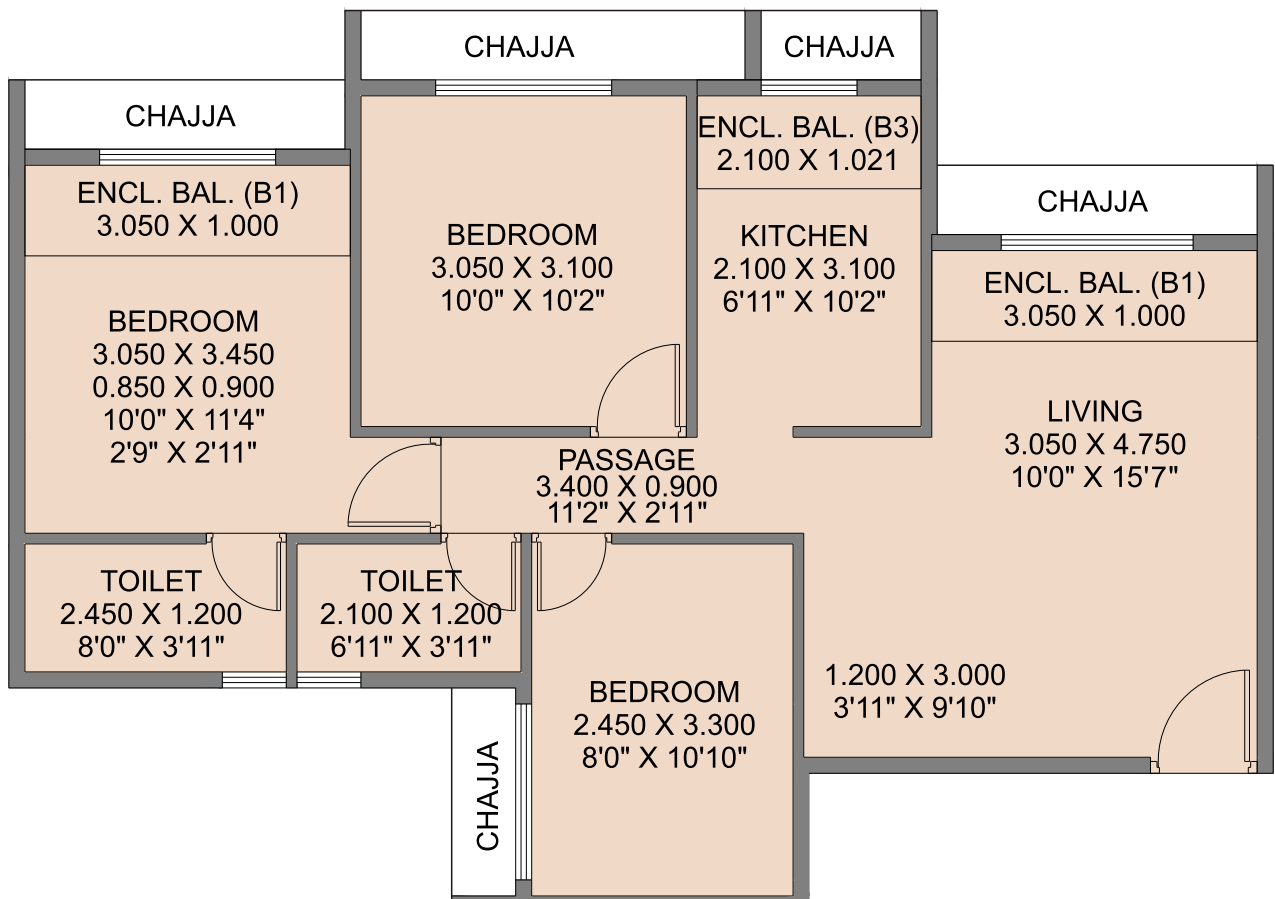 CHAJJA
CHAJJA
CHAJJA
ENCL. BAL. (B3)
2.100 X 1.021
ENCL. BAL. (B1)
3.050 X 1.000
CHAJJA
BEDROOM
3.050 X 3.100
10'0" X 10'2"
KITCHEN
2.100 X 3.100
6'11" X 10'2"
ENCL. BAL. (B1)
3.050 X 1.000
BEDROOM
3.050 X 3.450
0.850 X 0.900
10'0" X 11'4"
2'9" X 2'11"
LIVING
3.050 X 4.750
10'0" X 15'7"
PASSAGE
3.400 X 0.900
11'2" X 2'11"
TOILET
2.450 X 1.200
8'0" X 3'11"
TOILET
2.100 X 1.200
6'11" X 3'11"
1.200 X 3.000
3'11" X 9'10"
BEDROOM
2.450 X 3.300
8'0" X 10'10"
CHAJJA